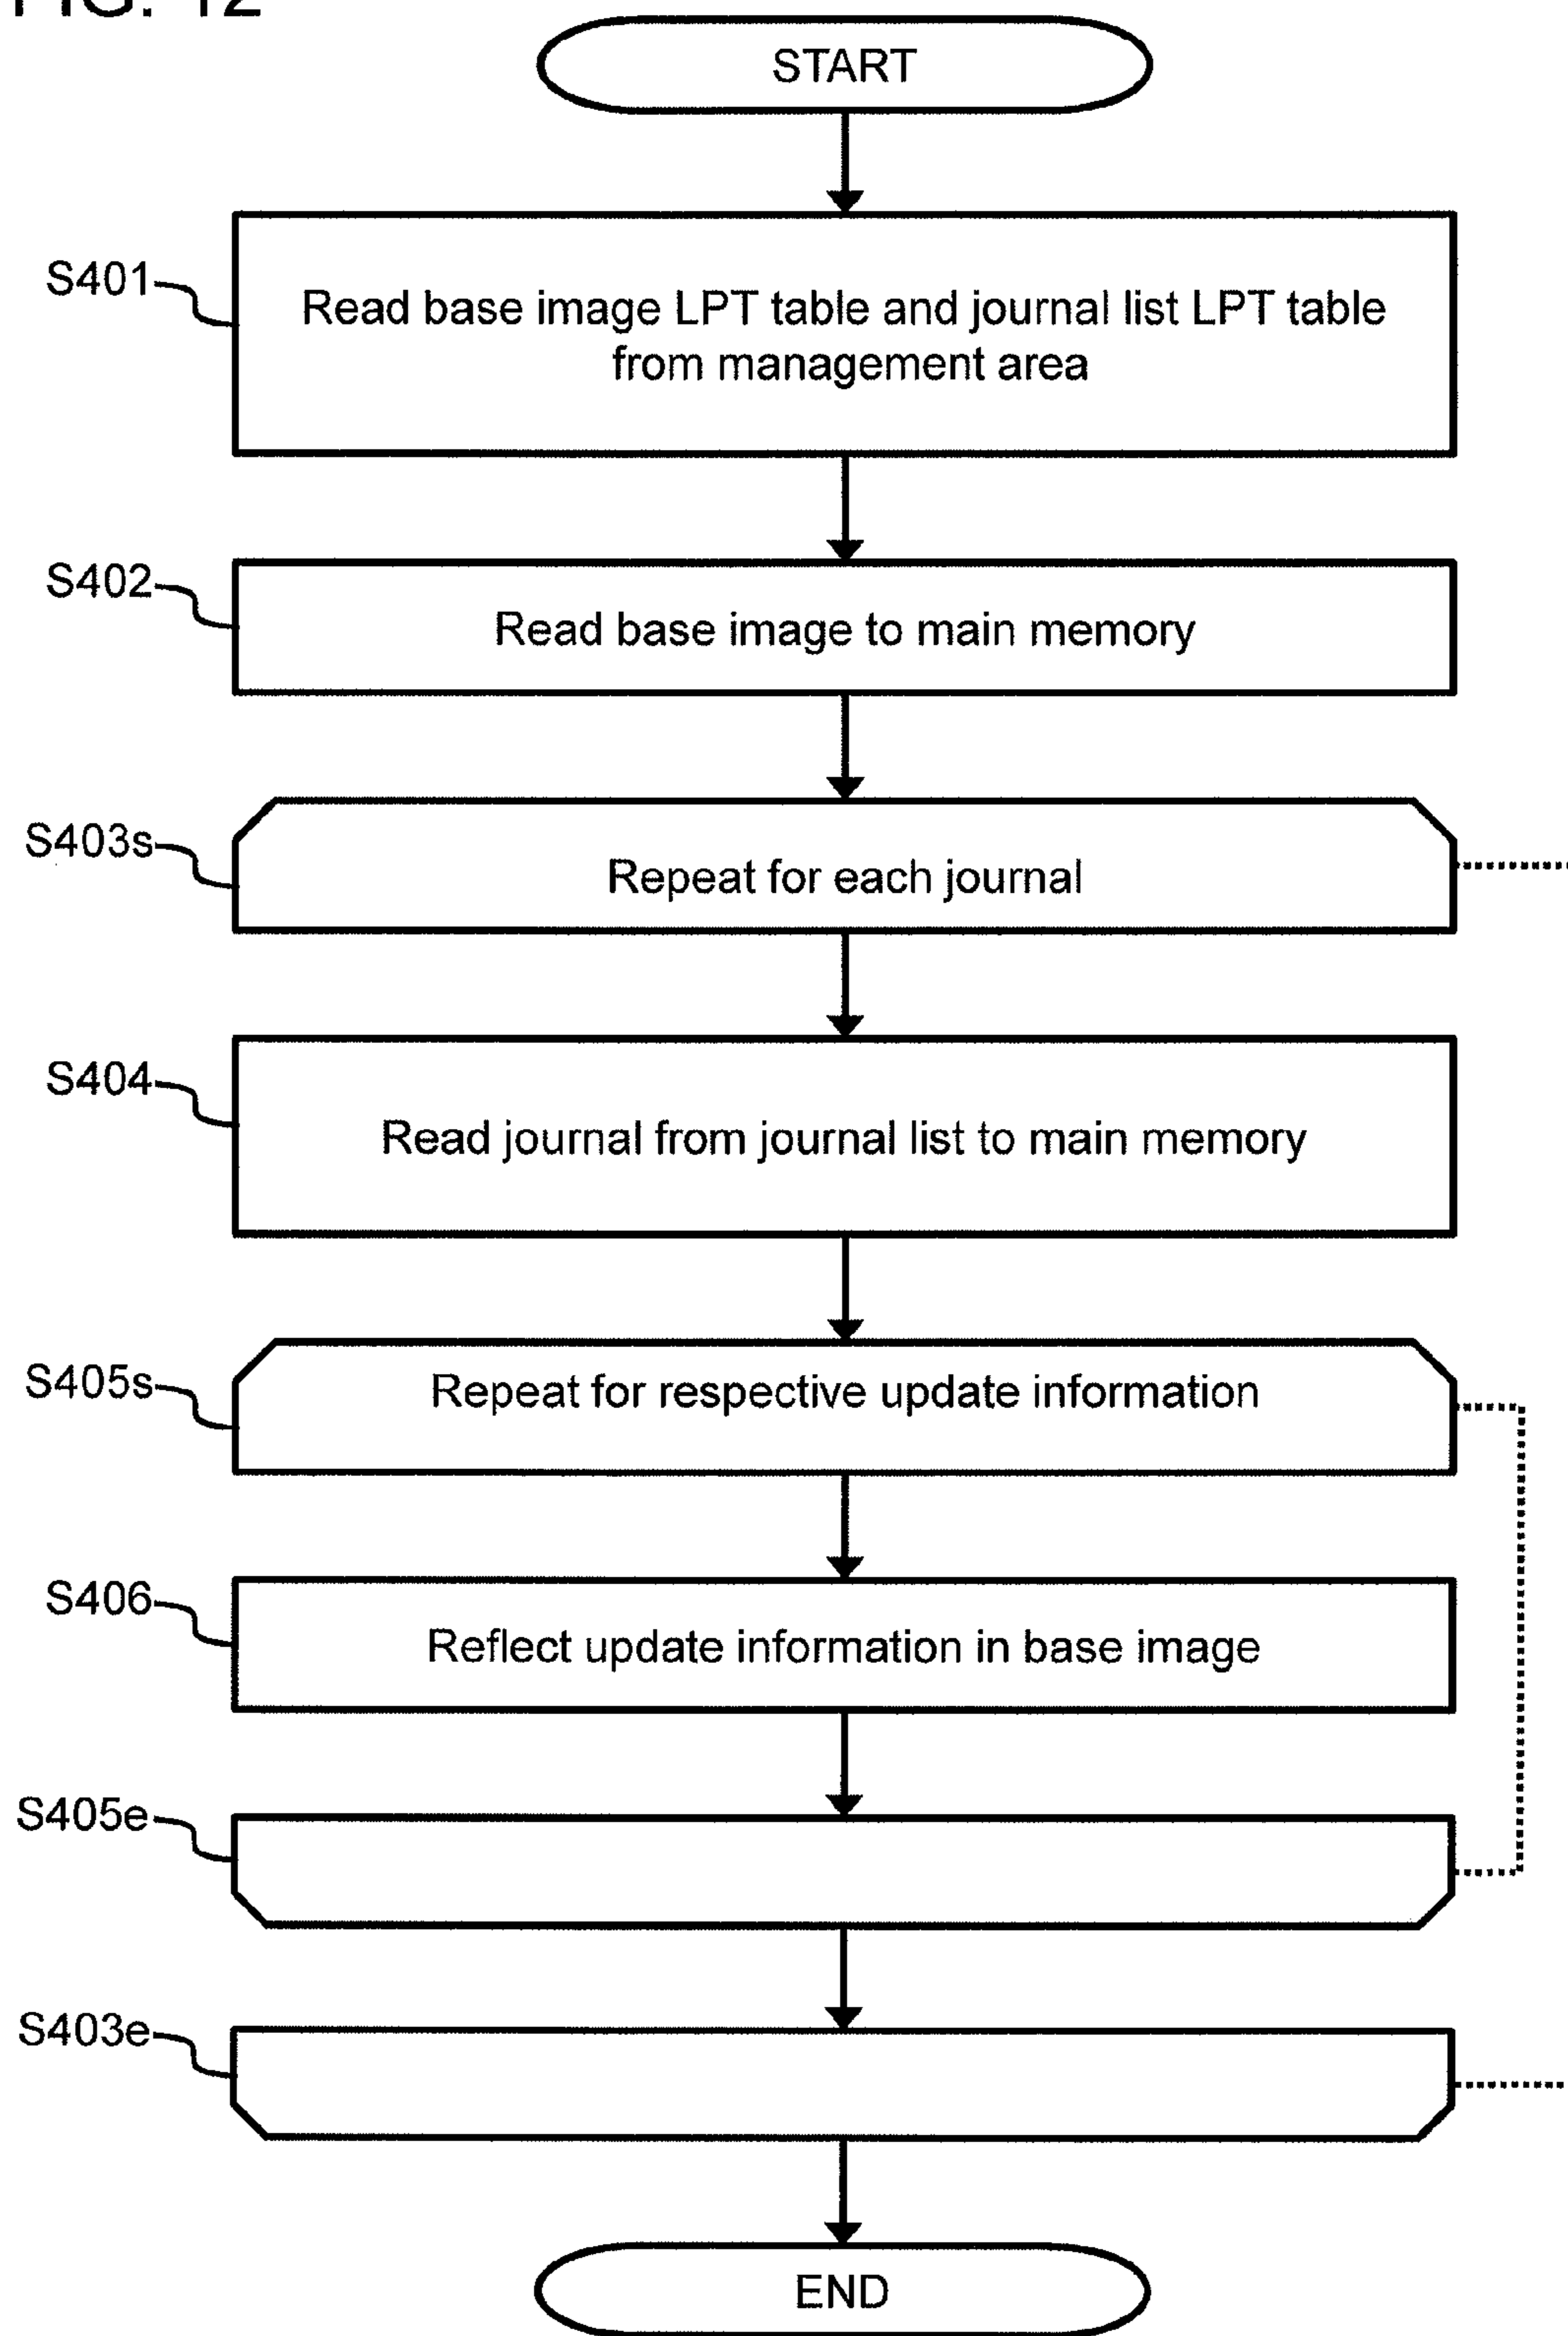 FIG. 12
START
S401
Read base image LPT table and journal list LPT table
from management area
S402
Read base image to main memory
S403s
Repeat for each journal
S404
Read journal from journal list to main memory
S405s
Repeat for respective update information
S406
Reflect update information in base image
S405e
S403e
END